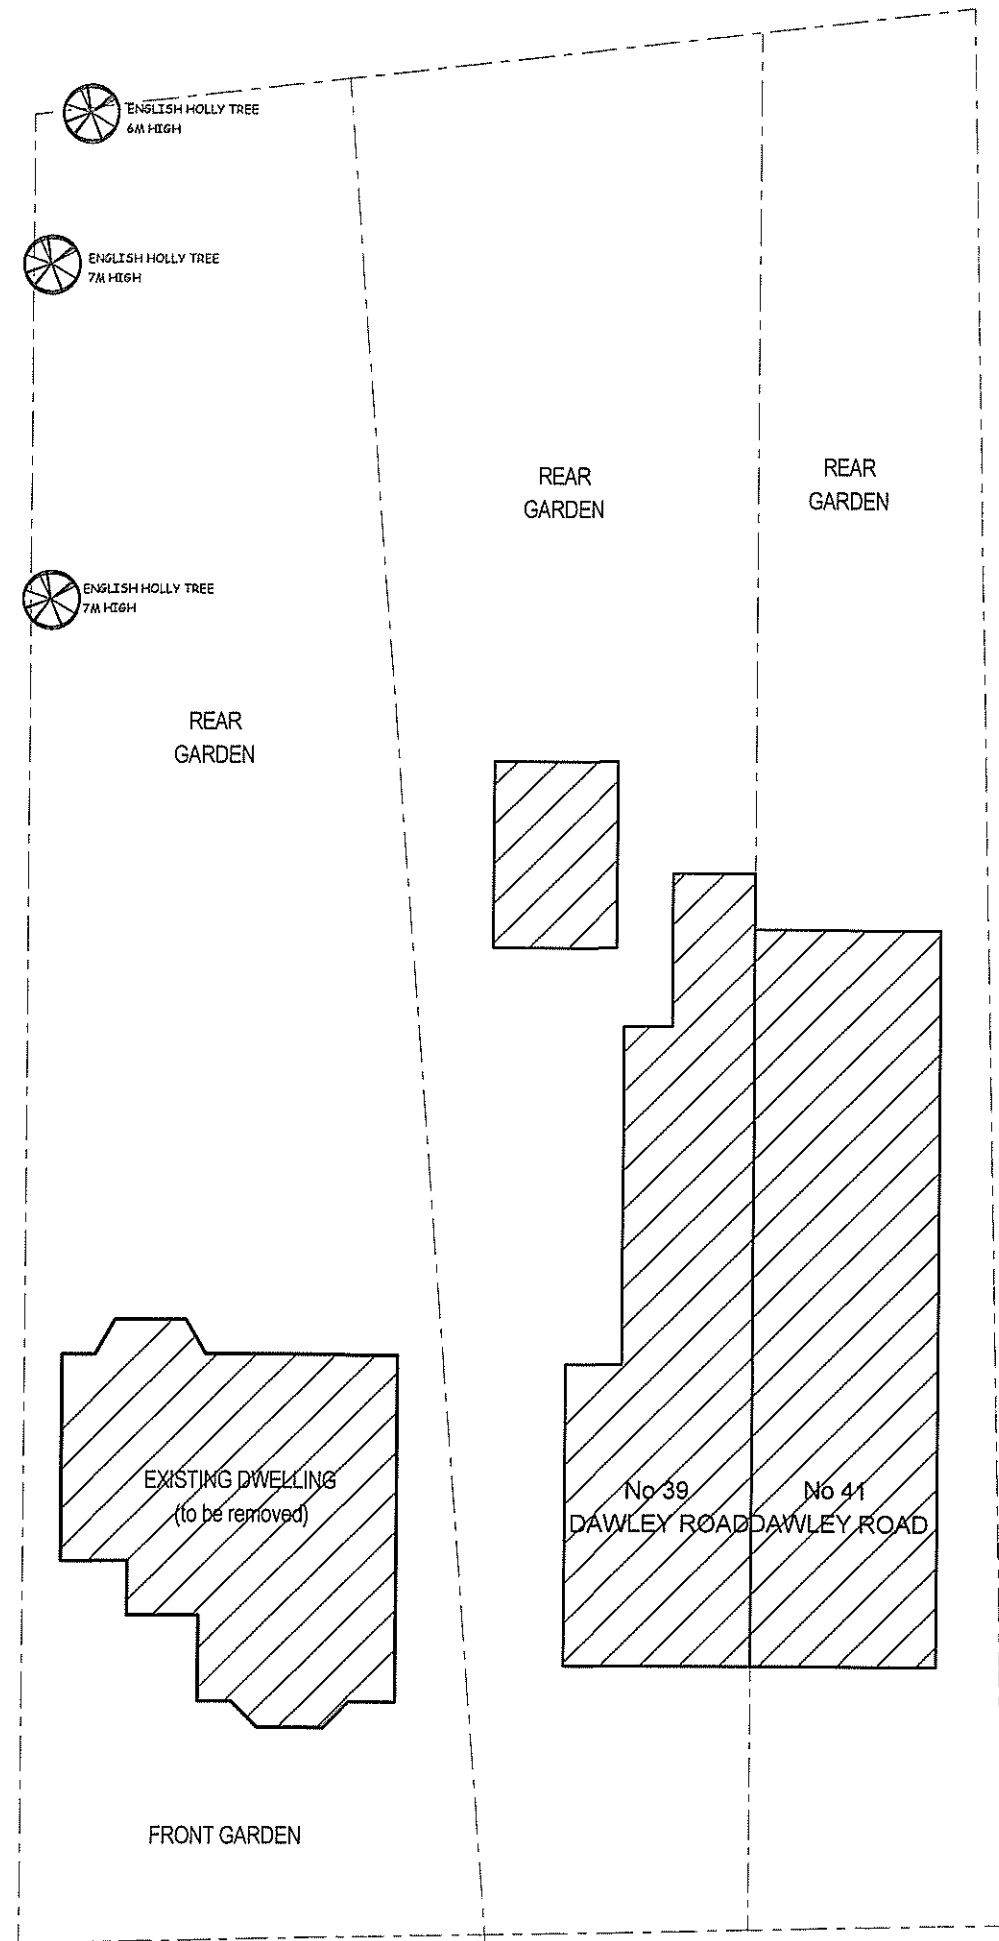 ENGLISH HOLLY TREE
6M HIGH
ENGLISH HOLLY TREE
7M HIGH
REAR
GARDEN
REAR
GARDEN
ENGLISH HOLLY TREE
7M HIGH
REAR
GARDEN
EXISTING DWELLING
(to be removed)
No 39
DAWLEY ROAD
No 41
DAWLEY ROAD
FRONT GARDEN